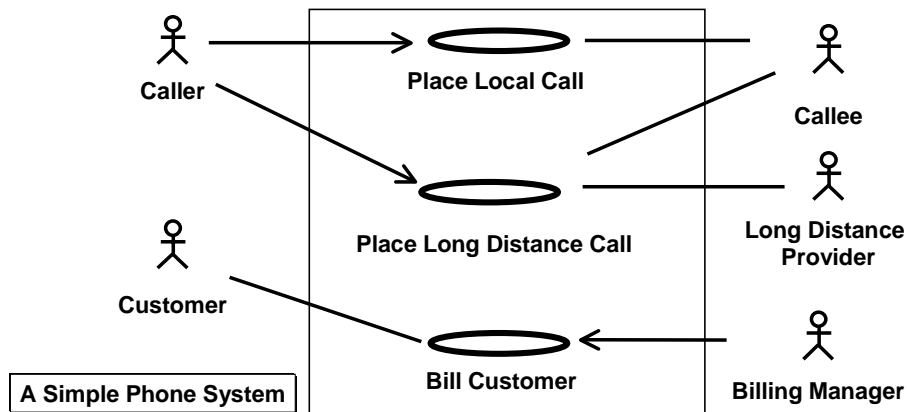 Place Local Call
Caller
Callee
Place Long Distance Call
Long Distance
Provider
Customer
Bill Customer
Billing Manager
A Simple Phone System